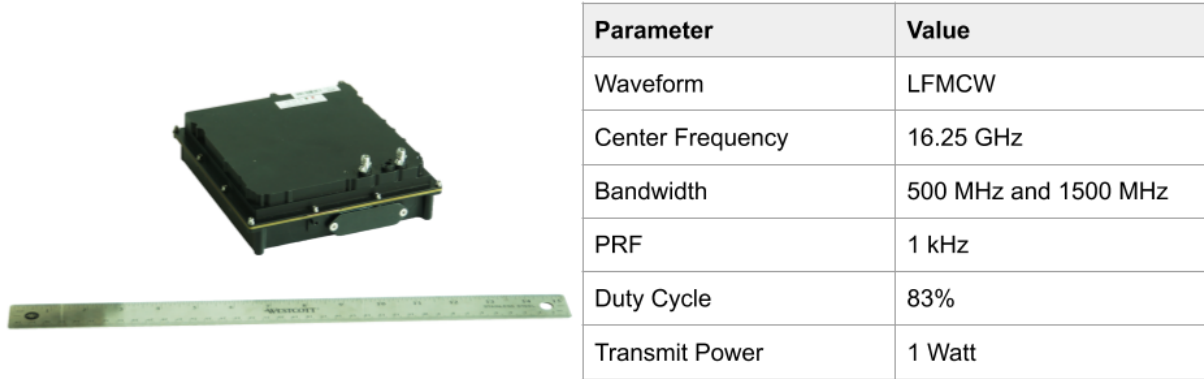 Parameter Value
Waveform LFMCW
Center Frequency 16.25 GHz
Bandwidth 500 MHz and 1500 MHz
PRF 1 kHz
Duty Cycle 83%
Transmit Power 1 Watt
WESTCOTT